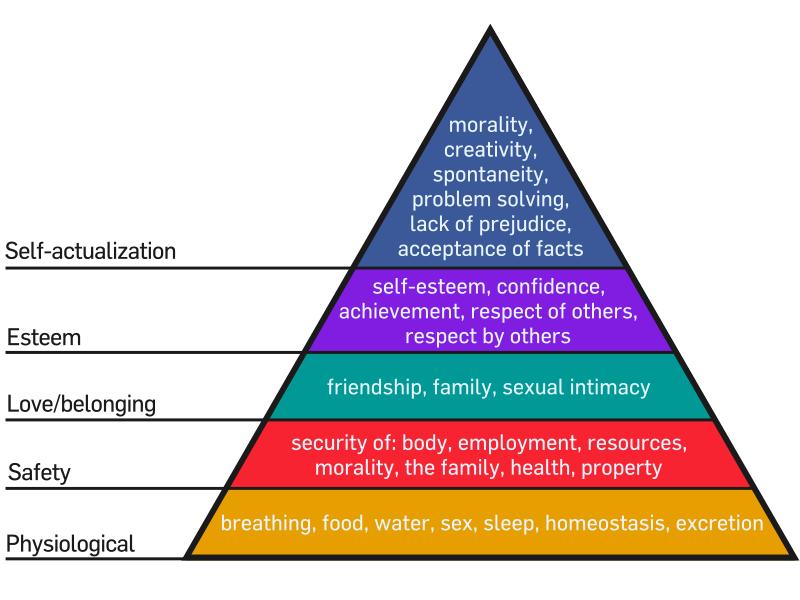 morality,
creativity,
spontaneity,
problem solving,
lack of prejudice,
acceptance of facts
Self-actualization
self-esteem, confidence,
achievement, respect of others,
respect by others
Esteem
friendship, family, sexual intimacy
Love/belonging
security of: body, employment, resources,
morality, the family, health, property
Safety
breathing, food, water, sex, sleep, homeostasis, excretion
Physiological